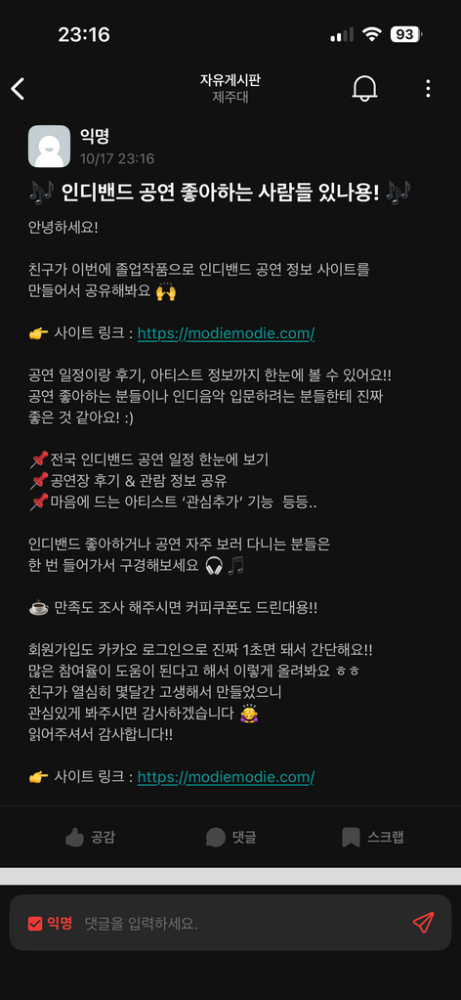 23:16
93
자유게시판
제주대
익명
10/17 23:16
🎶 인디밴드 공연 좋아하는 사람들 있나용! 🎶
안녕하세요!
친구가 이번에 졸업작품으로 인디밴드 공연 정보 사이트를
만들어서 공유해봐요 🙌
👉 사이트 링크 : https://modiemodie.com/
공연 일정이랑 후기, 아티스트 정보까지 한눈에 볼 수 있어요!!
공연 좋아하는 분들이나 인디음악 입문하려는 분들한테 진짜
좋은 것 같아요! :)
📌전국 인디밴드 공연 일정 한눈에 보기
📌공연장 후기 & 관람 정보 공유
📌마음에 드는 아티스트 ‘관심추가’ 기능  등등..
인디밴드 좋아하거나 공연 자주 보러 다니는 분들은
한 번 들어가서 구경해보세요 🎧🎵
☕ 만족도 조사 해주시면 커피쿠폰도 드린대용!!
회원가입도 카카오 로그인으로 진짜 1초면 돼서 간단해요!!
많은 참여율이 도움이 된다고 해서 이렇게 올려봐요 ㅎㅎ
친구가 열심히 몇달간 고생해서 만들었으니
관심있게 봐주시면 감사하겠습니다 🙇‍♀️
읽어주셔서 감사합니다!!
👉 사이트 링크 : https://modiemodie.com/
공감
댓글
스크랩
익명
댓글을 입력하세요.